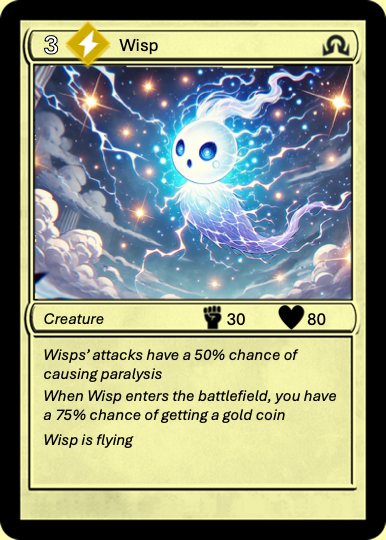 3 Wisp
Creature 30 80
Wisps' attacks have a 50% chance of
causing paralysis
When Wisp enters the battlefield, you have
a 75% chance of getting a gold coin
Wisp is flying